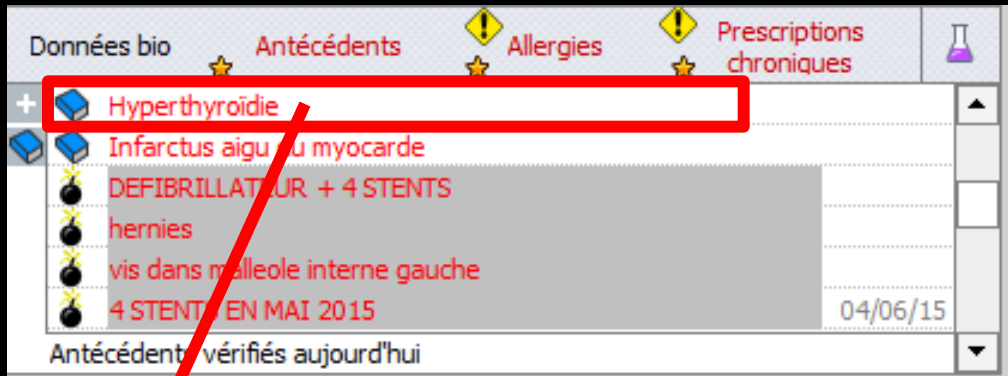 Données bio Antécédents Allergies Prescriptions chroniques
Hyperthyroïdie
Infarctus aigu du myocarde
DEFIBRILLATEUR + 4 STENTS
hernies
vis dans malleole interne gauche
4 STENTS EN MAI 2015 04/06/15
Antécédents vérifiés aujourd'hui